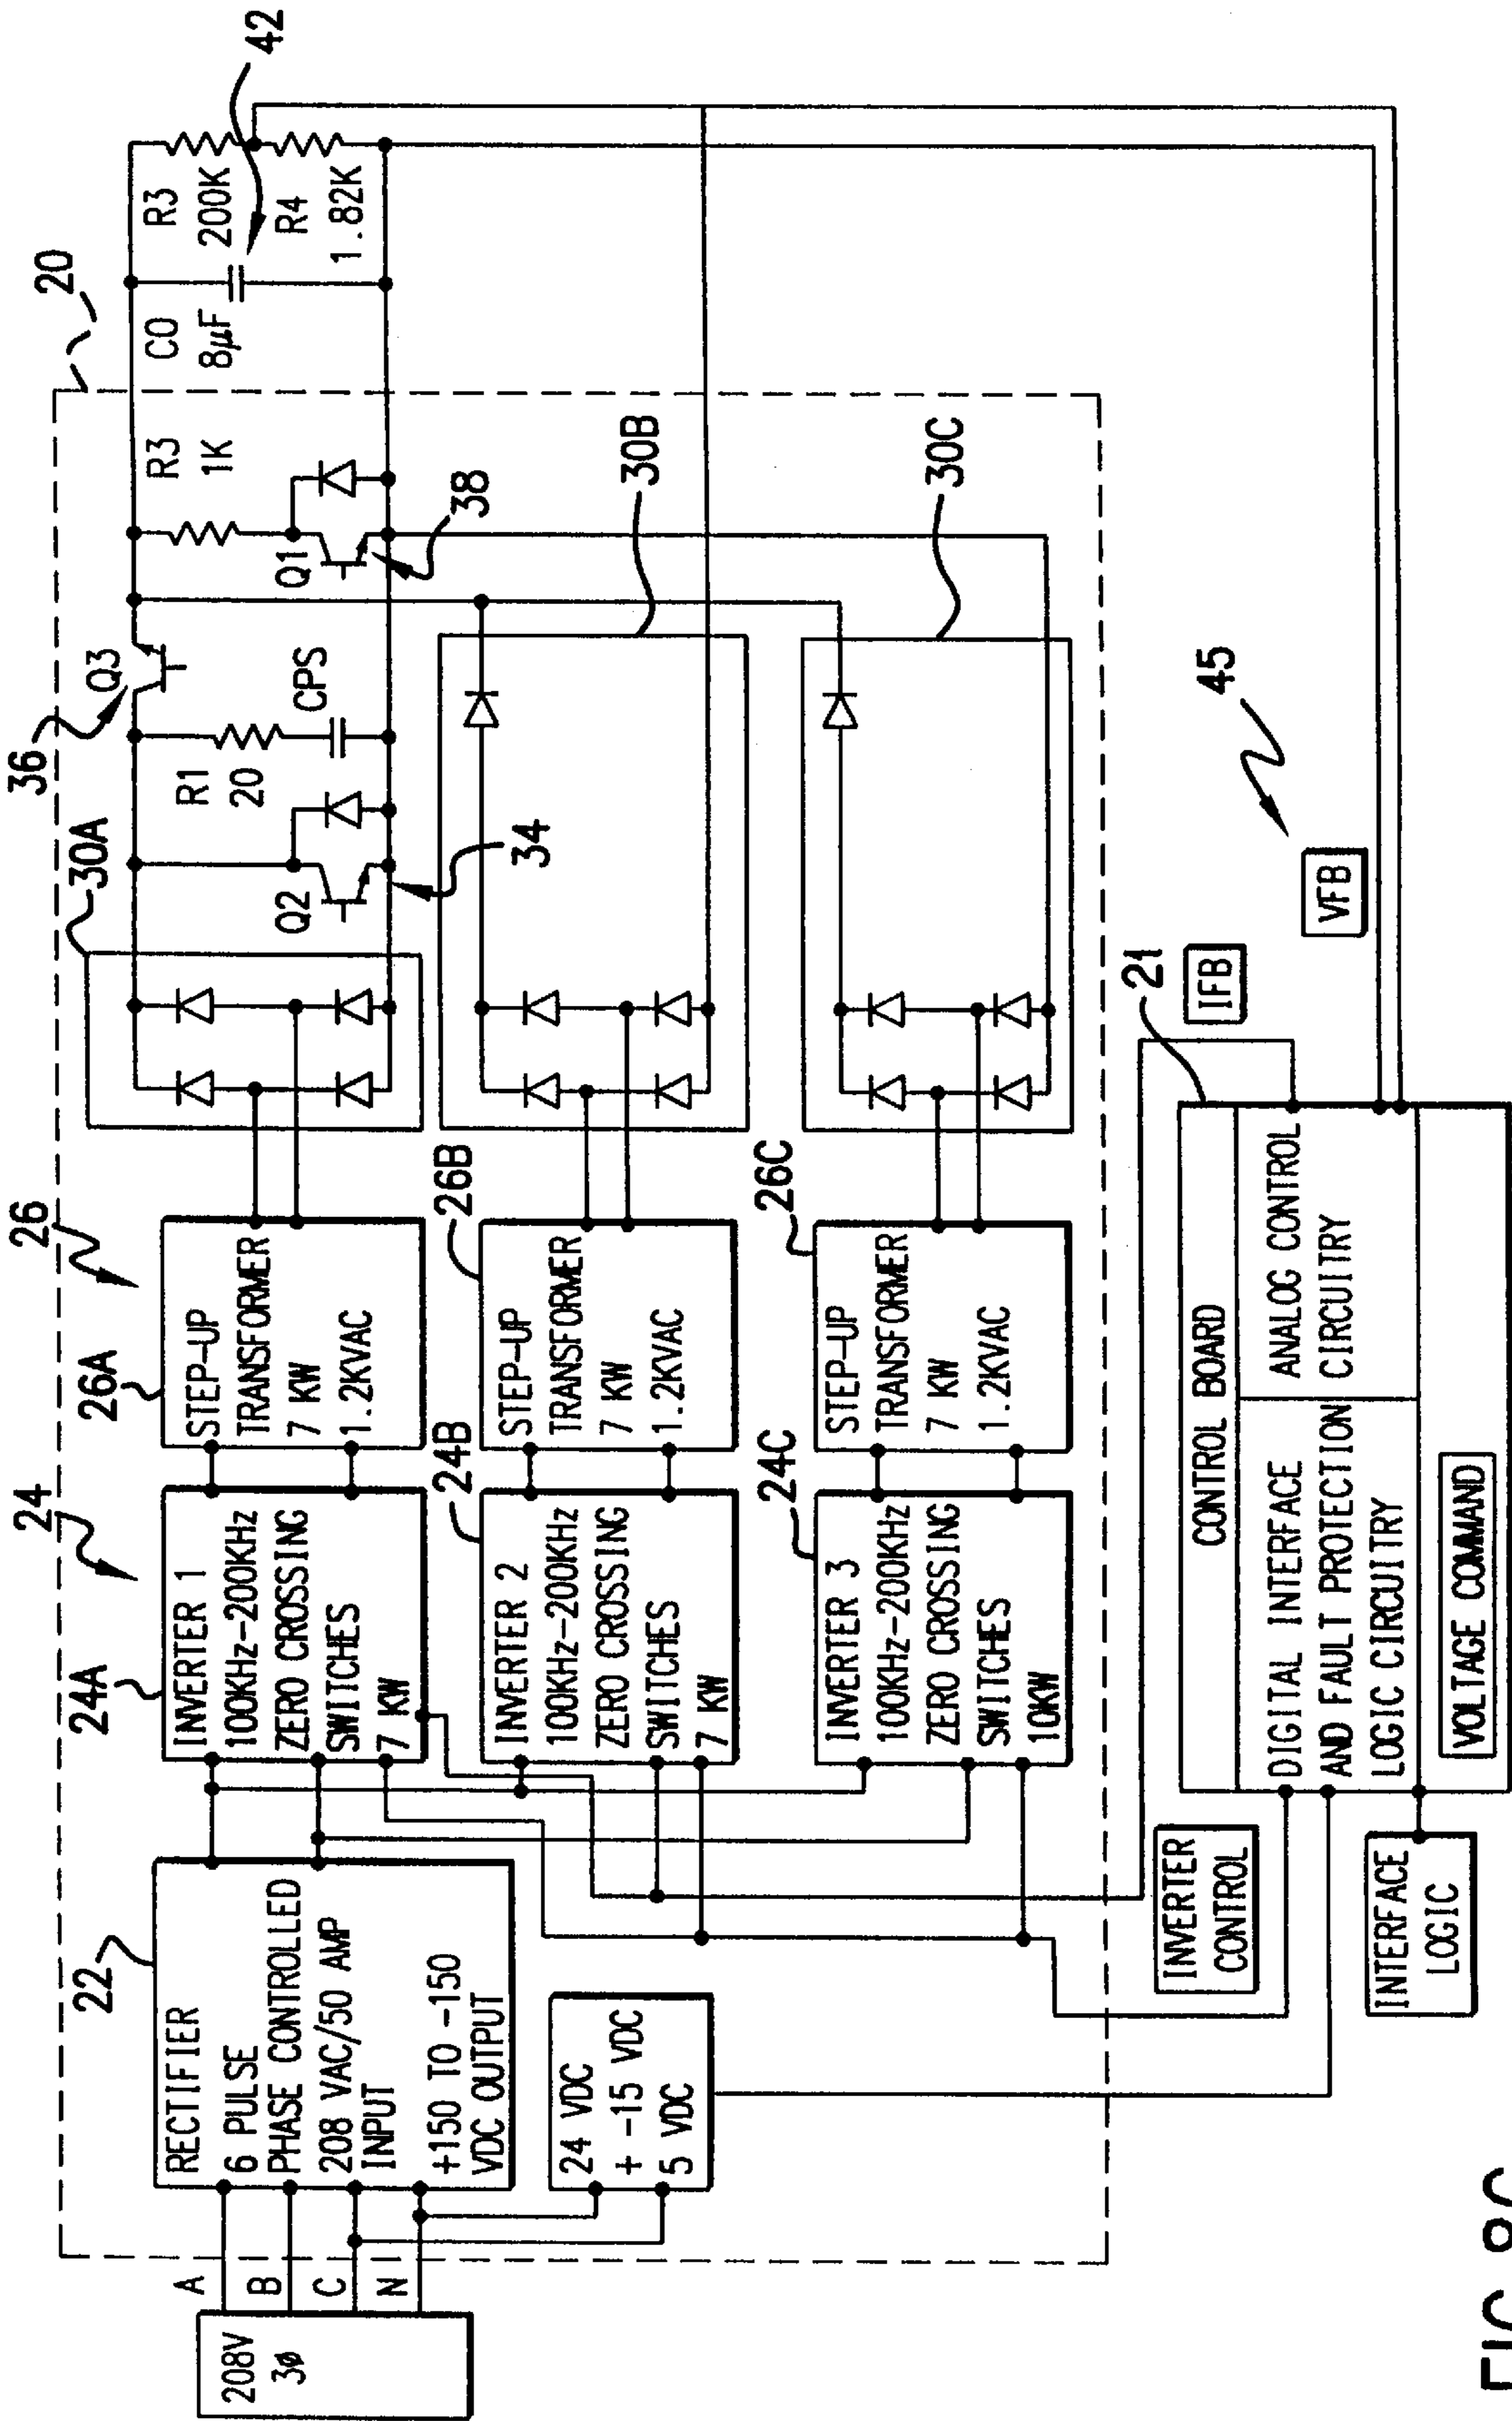 208V
3ø
A
B
C
N
22
RECTIFIER
6 PULSE
PHASE CONTROLLED
208 VAC/50 AMP
INPUT
+150 TO -150
VDC OUTPUT
24 VDC
+ -15 VDC
5 VDC
24
24A
INVERTER 1
100KHz-200KHz
ZERO CROSSING
SWITCHES
7 KW
24B
INVERTER 2
100KHz-200KHz
ZERO CROSSING
SWITCHES
7 KW
24C
INVERTER 3
100KHz-200KHz
ZERO CROSSING
SWITCHES
10KW
26
26A
STEP-UP
TRANSFORMER
7 KW
1.2KVAC
26B
STEP-UP
TRANSFORMER
7 KW
1.2KVAC
26C
STEP-UP
TRANSFORMER
7 KW
1.2KVAC
30A
Q2
34
R1
20
CPS
36
Q3
R3
1K
Q1
38
30B
30C
20
CO
8µF
R3
200K
R4
1.82K
42
INVERTER
CONTROL
INTERFACE
LOGIC
21
CONTROL BOARD
DIGITAL INTERFACE
AND FAULT PROTECTION
LOGIC CIRCUITRY
ANALOG CONTROL
CIRCUITRY
VOLTAGE COMMAND
IFB
VFB
45